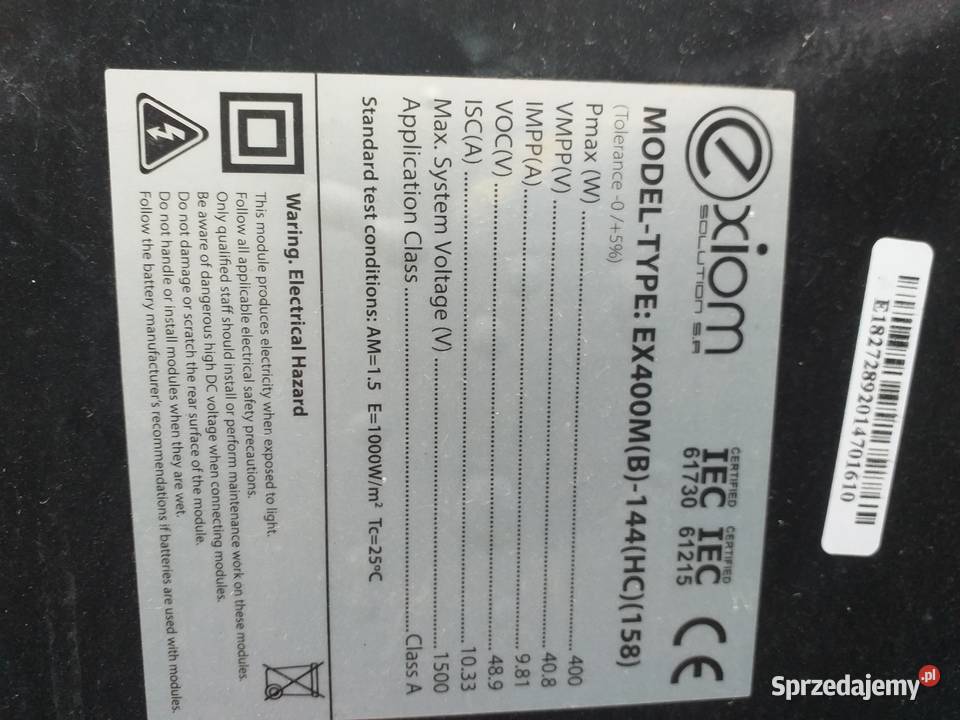 exiom
SOLUTION S.A
CERTIFIED CERTIFIED
IEC IEC
61730 61215
CE
MODEL-TYPE: EX400M(B)-144(HC)(158)
(Tolerance -0 /+5%)
Pmax (W) 400
VMPP(V) 40.8
IMPP(A) 9.81
VOC(V) 48.9
ISC(A) 10.33
Max. System Voltage (V) 1500
Application Class Class A
Standard test conditions: AM=1.5 E=1000W/m² Tc=25ºC
Waring. Electrical Hazard
This module produces electricity when exposed to light.
Follow all applicable electrical safety precautions.
Only qualified staff should install or perform maintenance work on these modules.
Be aware of dangerous high DC voltage when connecting modules.
Do not damage or scratch the rear surface of the module.
Do not handle or install modules when they are wet.
Follow the battery manufacturer's recommendations if batteries are used with modules.
E18272892014701610
Sprzedajemy.pl